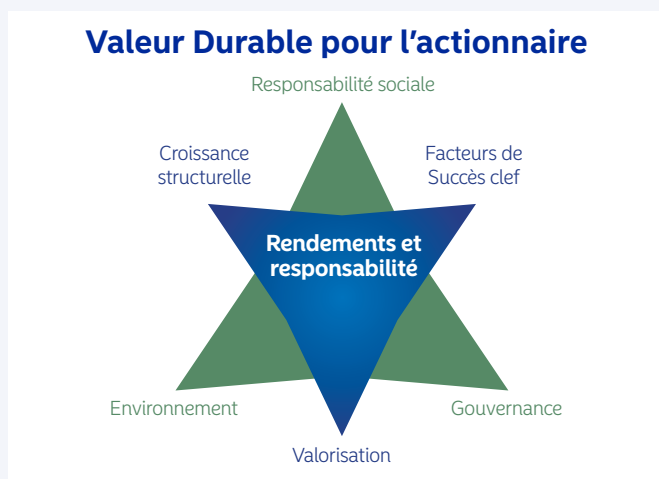 Valeur Durable pour l’actionnaire
Responsabilité sociale
Croissance
structurelle
Facteurs de
Succès clef
Rendements et
responsabilité
Environnement
Gouvernance
Valorisation